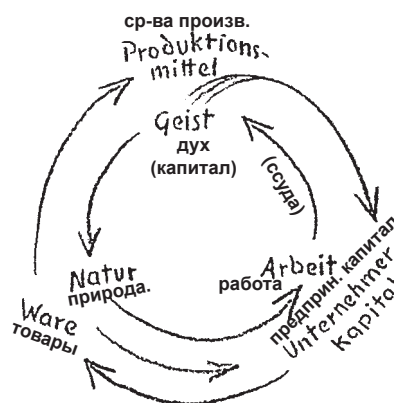 ср-ва произв.
Produktions-
mittel
Geist
дух
(капитал)
(ссуда)
Natur
природа.
Arbeit
работа
Ware
товары
предприн. капитал
Unternehmer
Kapital